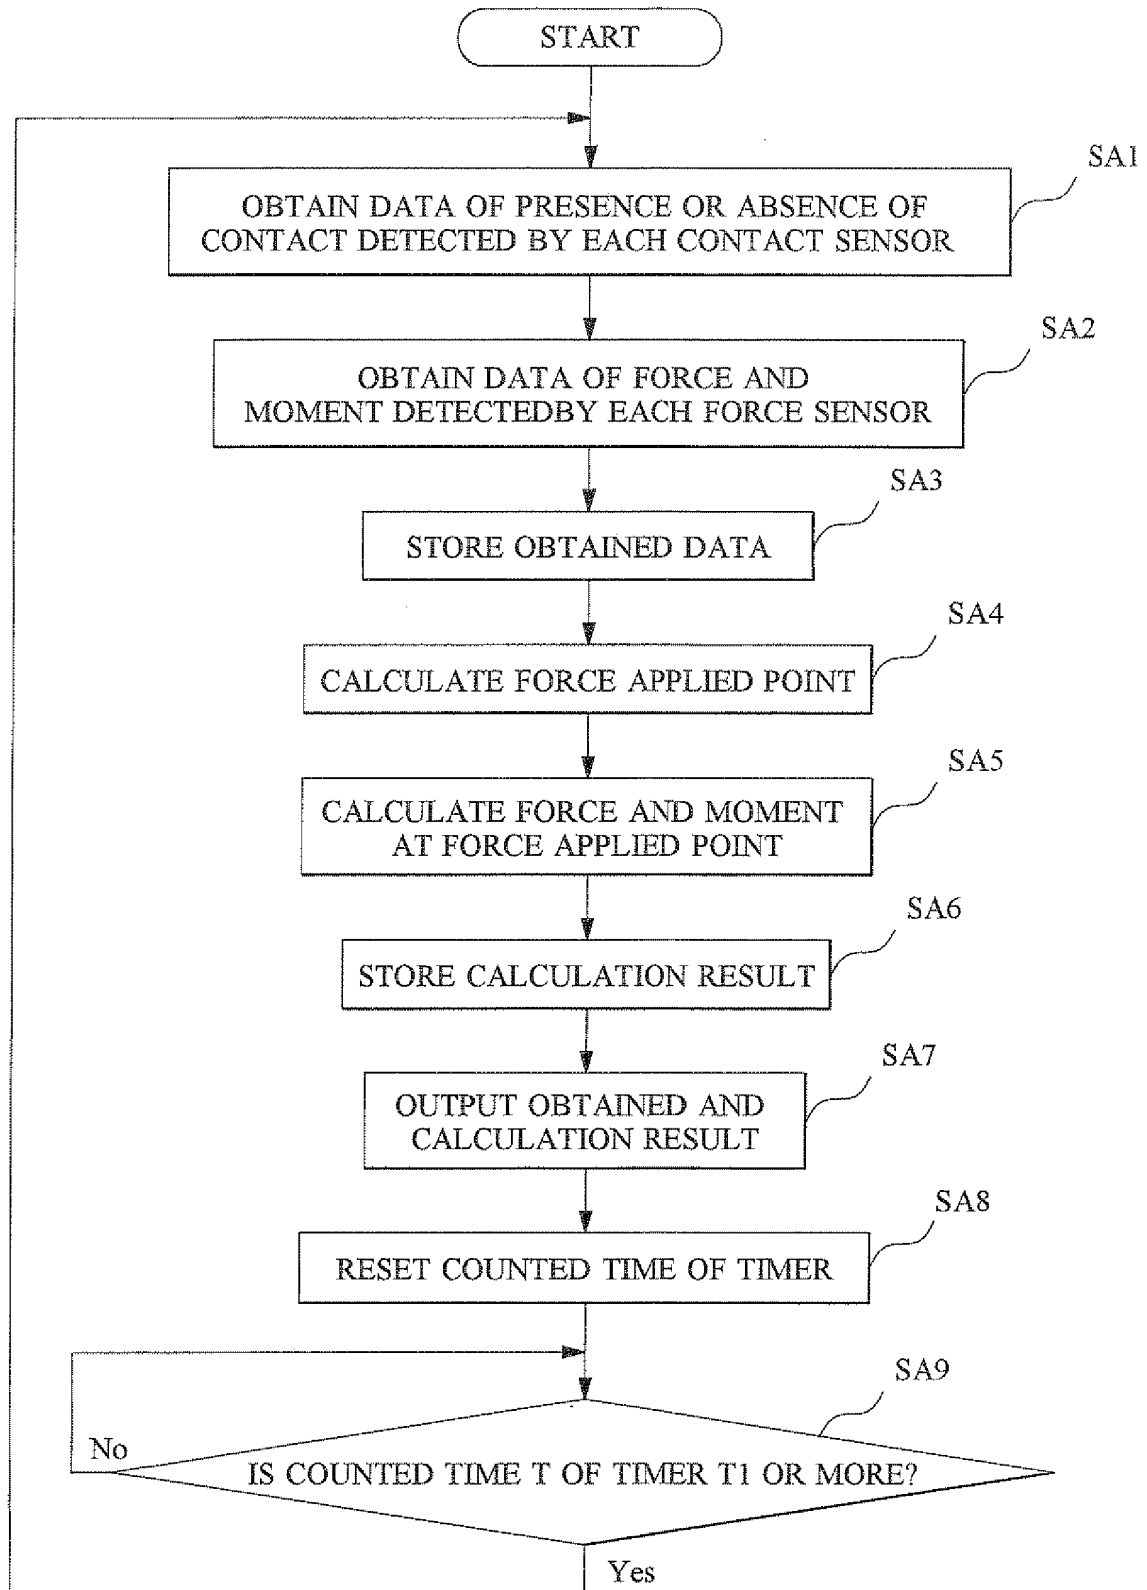 START
SA1
OBTAIN DATA OF PRESENCE OR ABSENCE OF
CONTACT DETECTED BY EACH CONTACT SENSOR
SA2
OBTAIN DATA OF FORCE AND
MOMENT DETECTEDBY EACH FORCE SENSOR
SA3
STORE OBTAINED DATA
SA4
CALCULATE FORCE APPLIED POINT
SA5
CALCULATE FORCE AND MOMENT
AT FORCE APPLIED POINT
SA6
STORE CALCULATION RESULT
SA7
OUTPUT OBTAINED AND
CALCULATION RESULT
SA8
RESET COUNTED TIME OF TIMER
SA9
No
IS COUNTED TIME T OF TIMER T1 OR MORE?
Yes